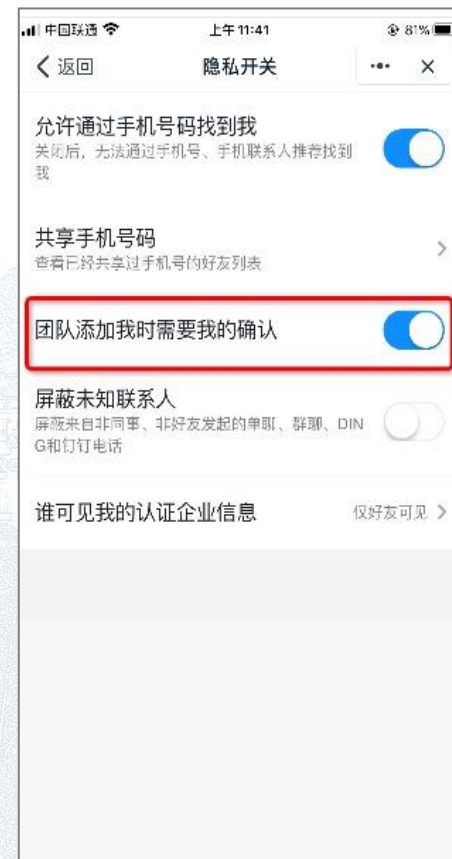 中国联通 上午11:41 81%
返回 隐私开关
允许通过手机号码找到我
关闭后，无法通过手机号、手机联系人推荐找到
我
共享手机号码
查看已经共享过手机号的好友列表
团队添加我时需要我的确认
屏蔽未知联系人
屏蔽来自非同事、非好友发起的单聊、群聊、DIN
G和钉钉电话
谁可见我的认证企业信息 仅好友可见